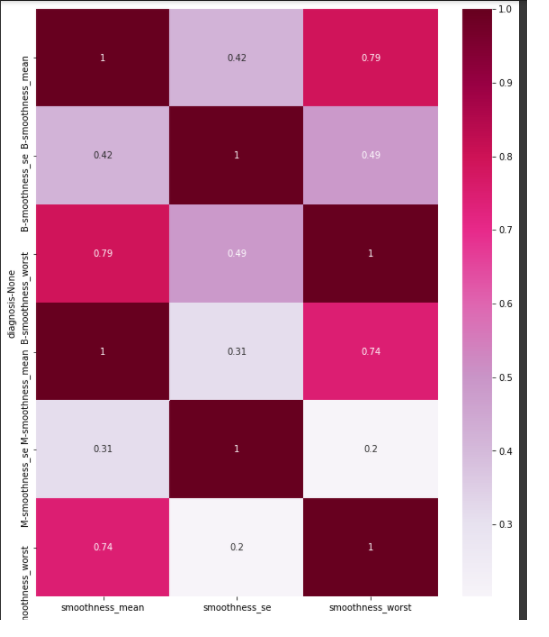 diagnosis-None
B-smoothness_mean
B-smoothness_se
B-smoothness_worst
M-smoothness_mean
M-smoothness_se
moothness_worst
1 0.42 0.79
0.42 1 0.49
0.79 0.49 1
1 0.31 0.74
0.31 1 0.2
0.74 0.2 1
smoothness_mean smoothness_se smoothness_worst
1.0
0.9
0.8
0.7
0.6
0.5
0.4
0.3